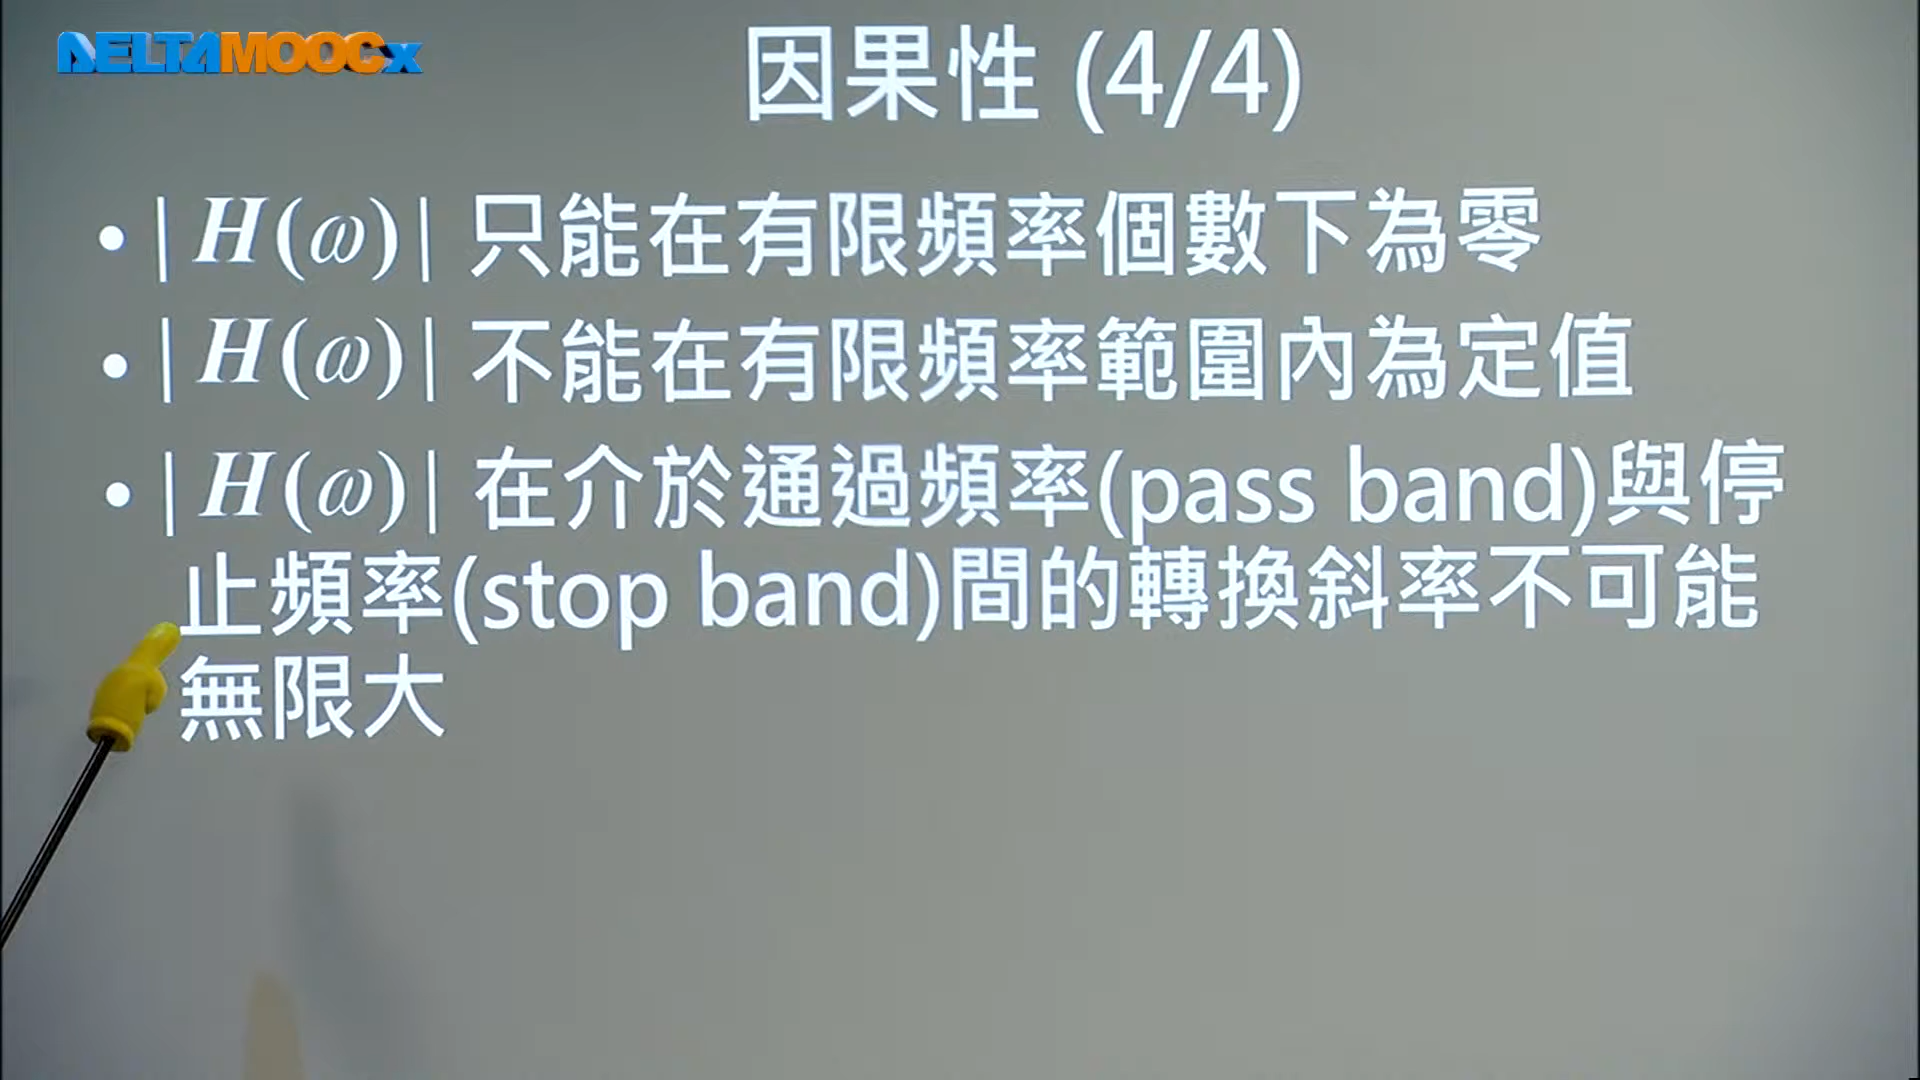 DELTAMOOCx
因果性 (4/4)
• | H(ω) | 只能在有限頻率個數下為零
• | H(ω) | 不能在有限頻率範圍內為定值
• | H(ω) | 在介於通過頻率(pass band)與停
止頻率(stop band)間的轉換斜率不可能
無限大